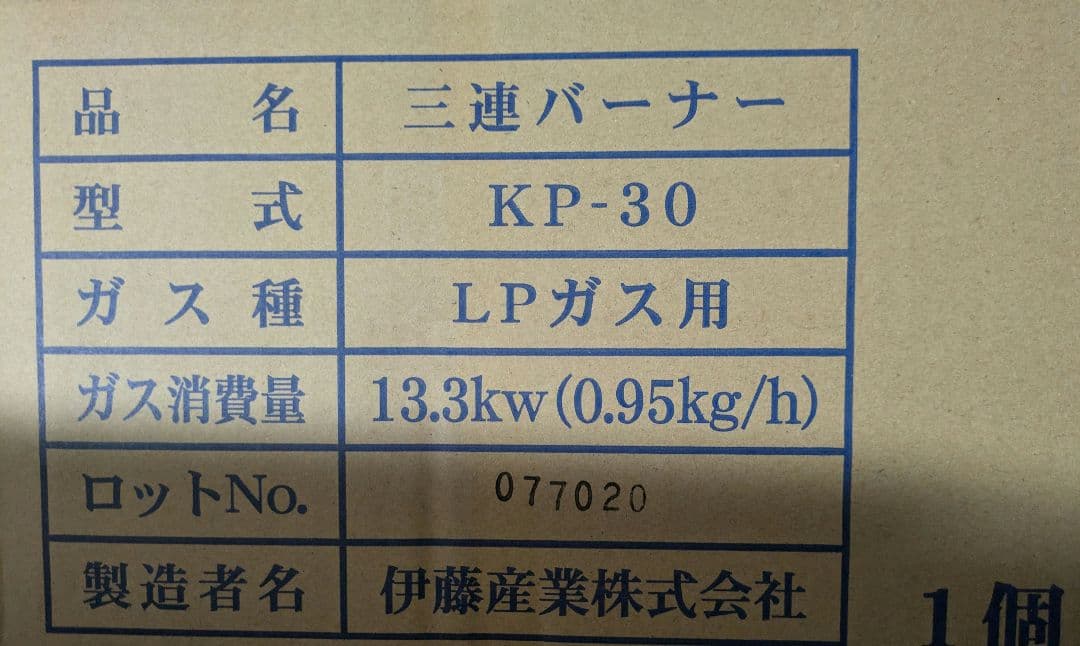 品名 三連バーナー
型式 KP-30
ガス種 LPガス用
ガス消費量 13.3kw(0.95kg/h)
ロットNo. 077020
製造者名 伊藤産業株式会社
1個